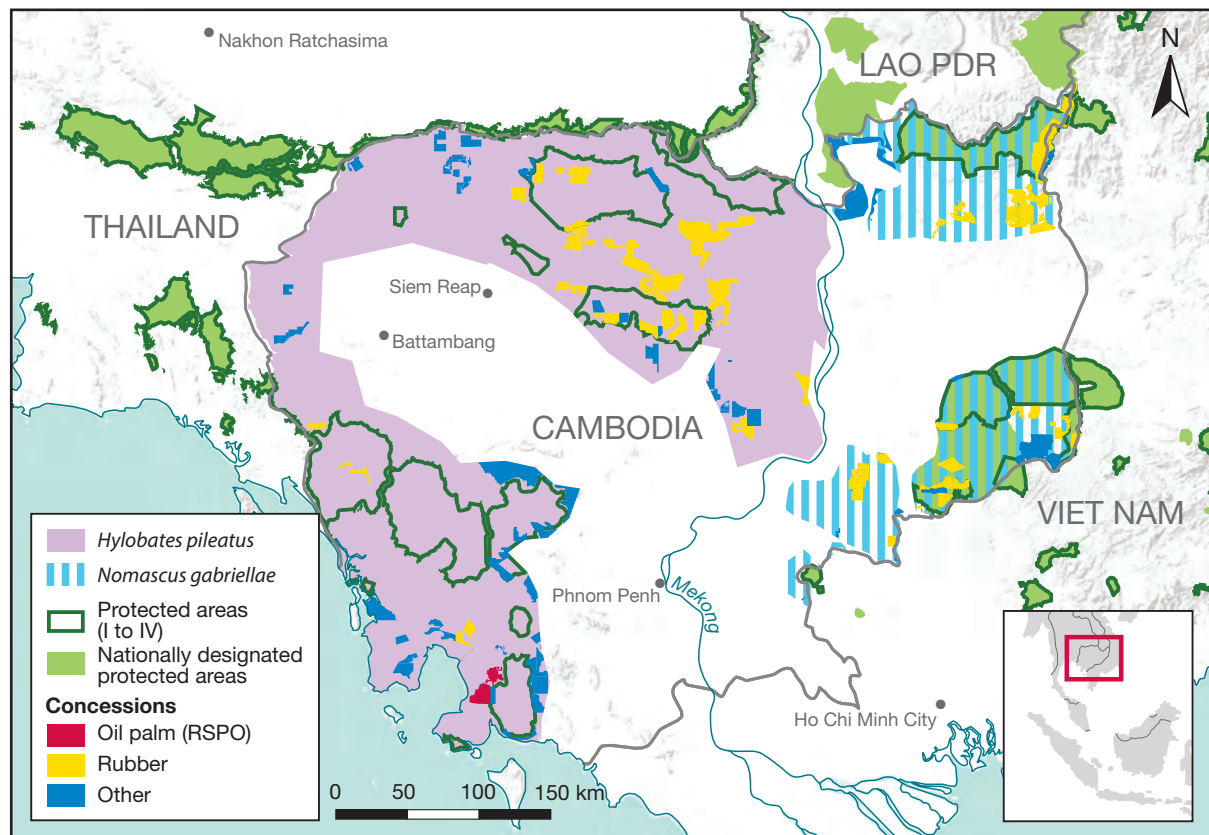 Nakhon Ratchasima
LAO PDR
N
THAILAND
Siem Reap
Battambang
CAMBODIA
VIET NAM
Phnom Penh
Mekong
Ho Chi Minh City
Hylobates pileatus
Nomascus gabriellae
Protected areas
(I to IV)
Nationally designated
protected areas
Concessions
Oil palm (RSPO)
Rubber
Other
0 50 100 150 km